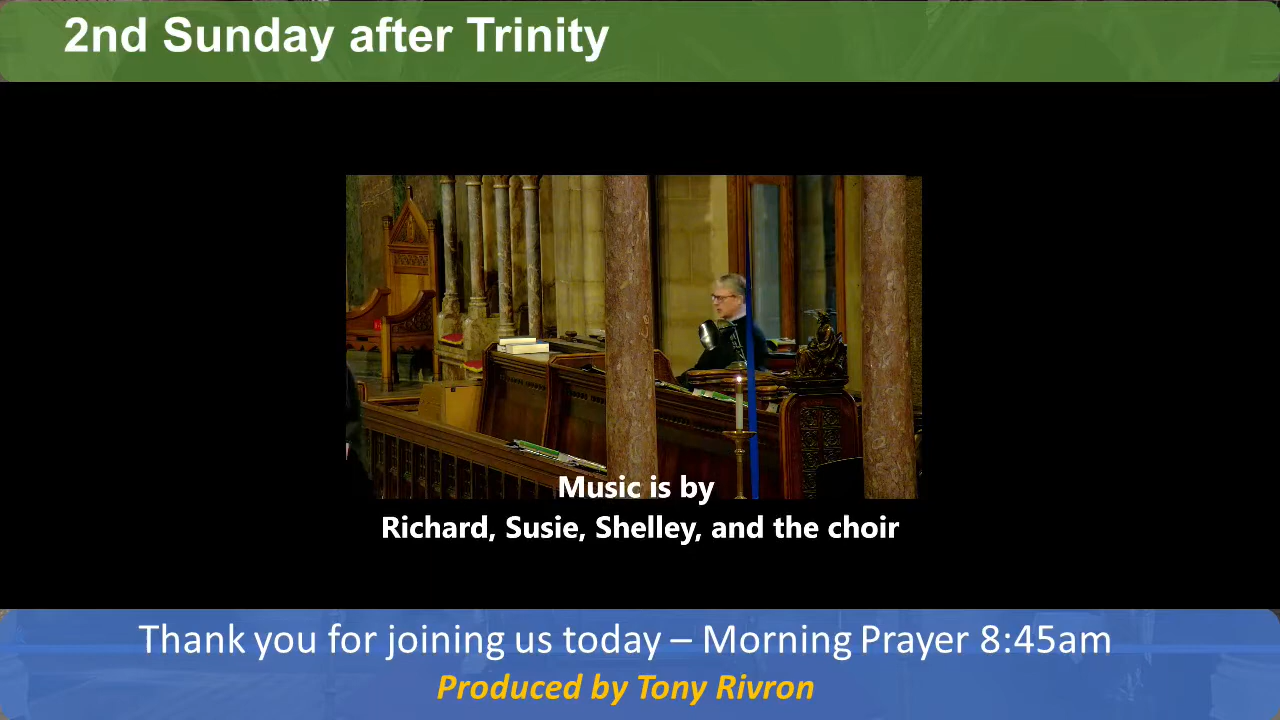 2nd Sunday after Trinity
Music is by
Richard, Susie, Shelley, and the choir
Thank you for joining us today – Morning Prayer 8:45am
Produced by Tony Rivron